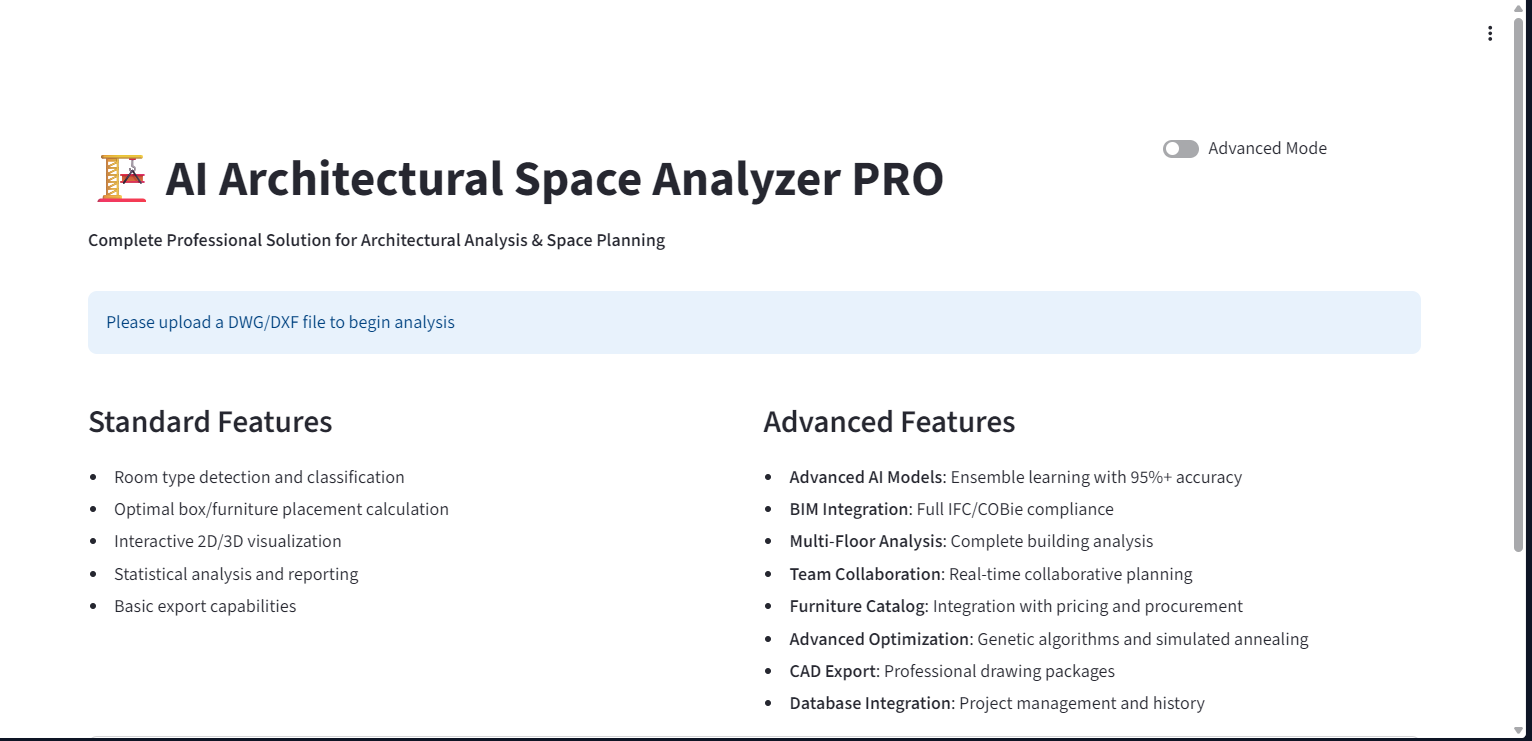 Advanced Mode
AI Architectural Space Analyzer PRO
Complete Professional Solution for Architectural Analysis & Space Planning
Please upload a DWG/DXF file to begin analysis
Standard Features
Room type detection and classification
Optimal box/furniture placement calculation
Interactive 2D/3D visualization
Statistical analysis and reporting
Basic export capabilities
Advanced Features
Advanced AI Models: Ensemble learning with 95%+ accuracy
BIM Integration: Full IFC/COBie compliance
Multi-Floor Analysis: Complete building analysis
Team Collaboration: Real-time collaborative planning
Furniture Catalog: Integration with pricing and procurement
Advanced Optimization: Genetic algorithms and simulated annealing
CAD Export: Professional drawing packages
Database Integration: Project management and history